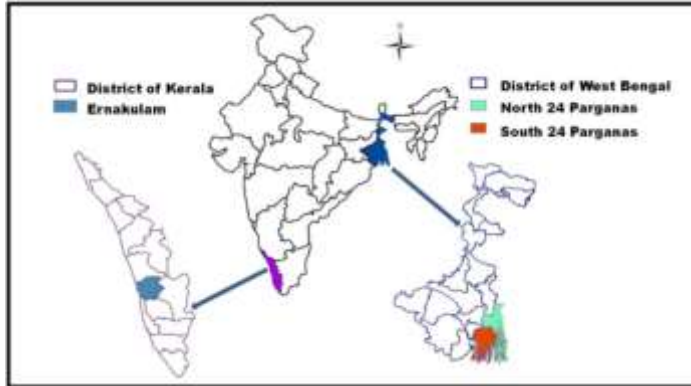 District of Kerala
Ernakulam
District of West Bengal
North 24 Parganas
South 24 Parganas